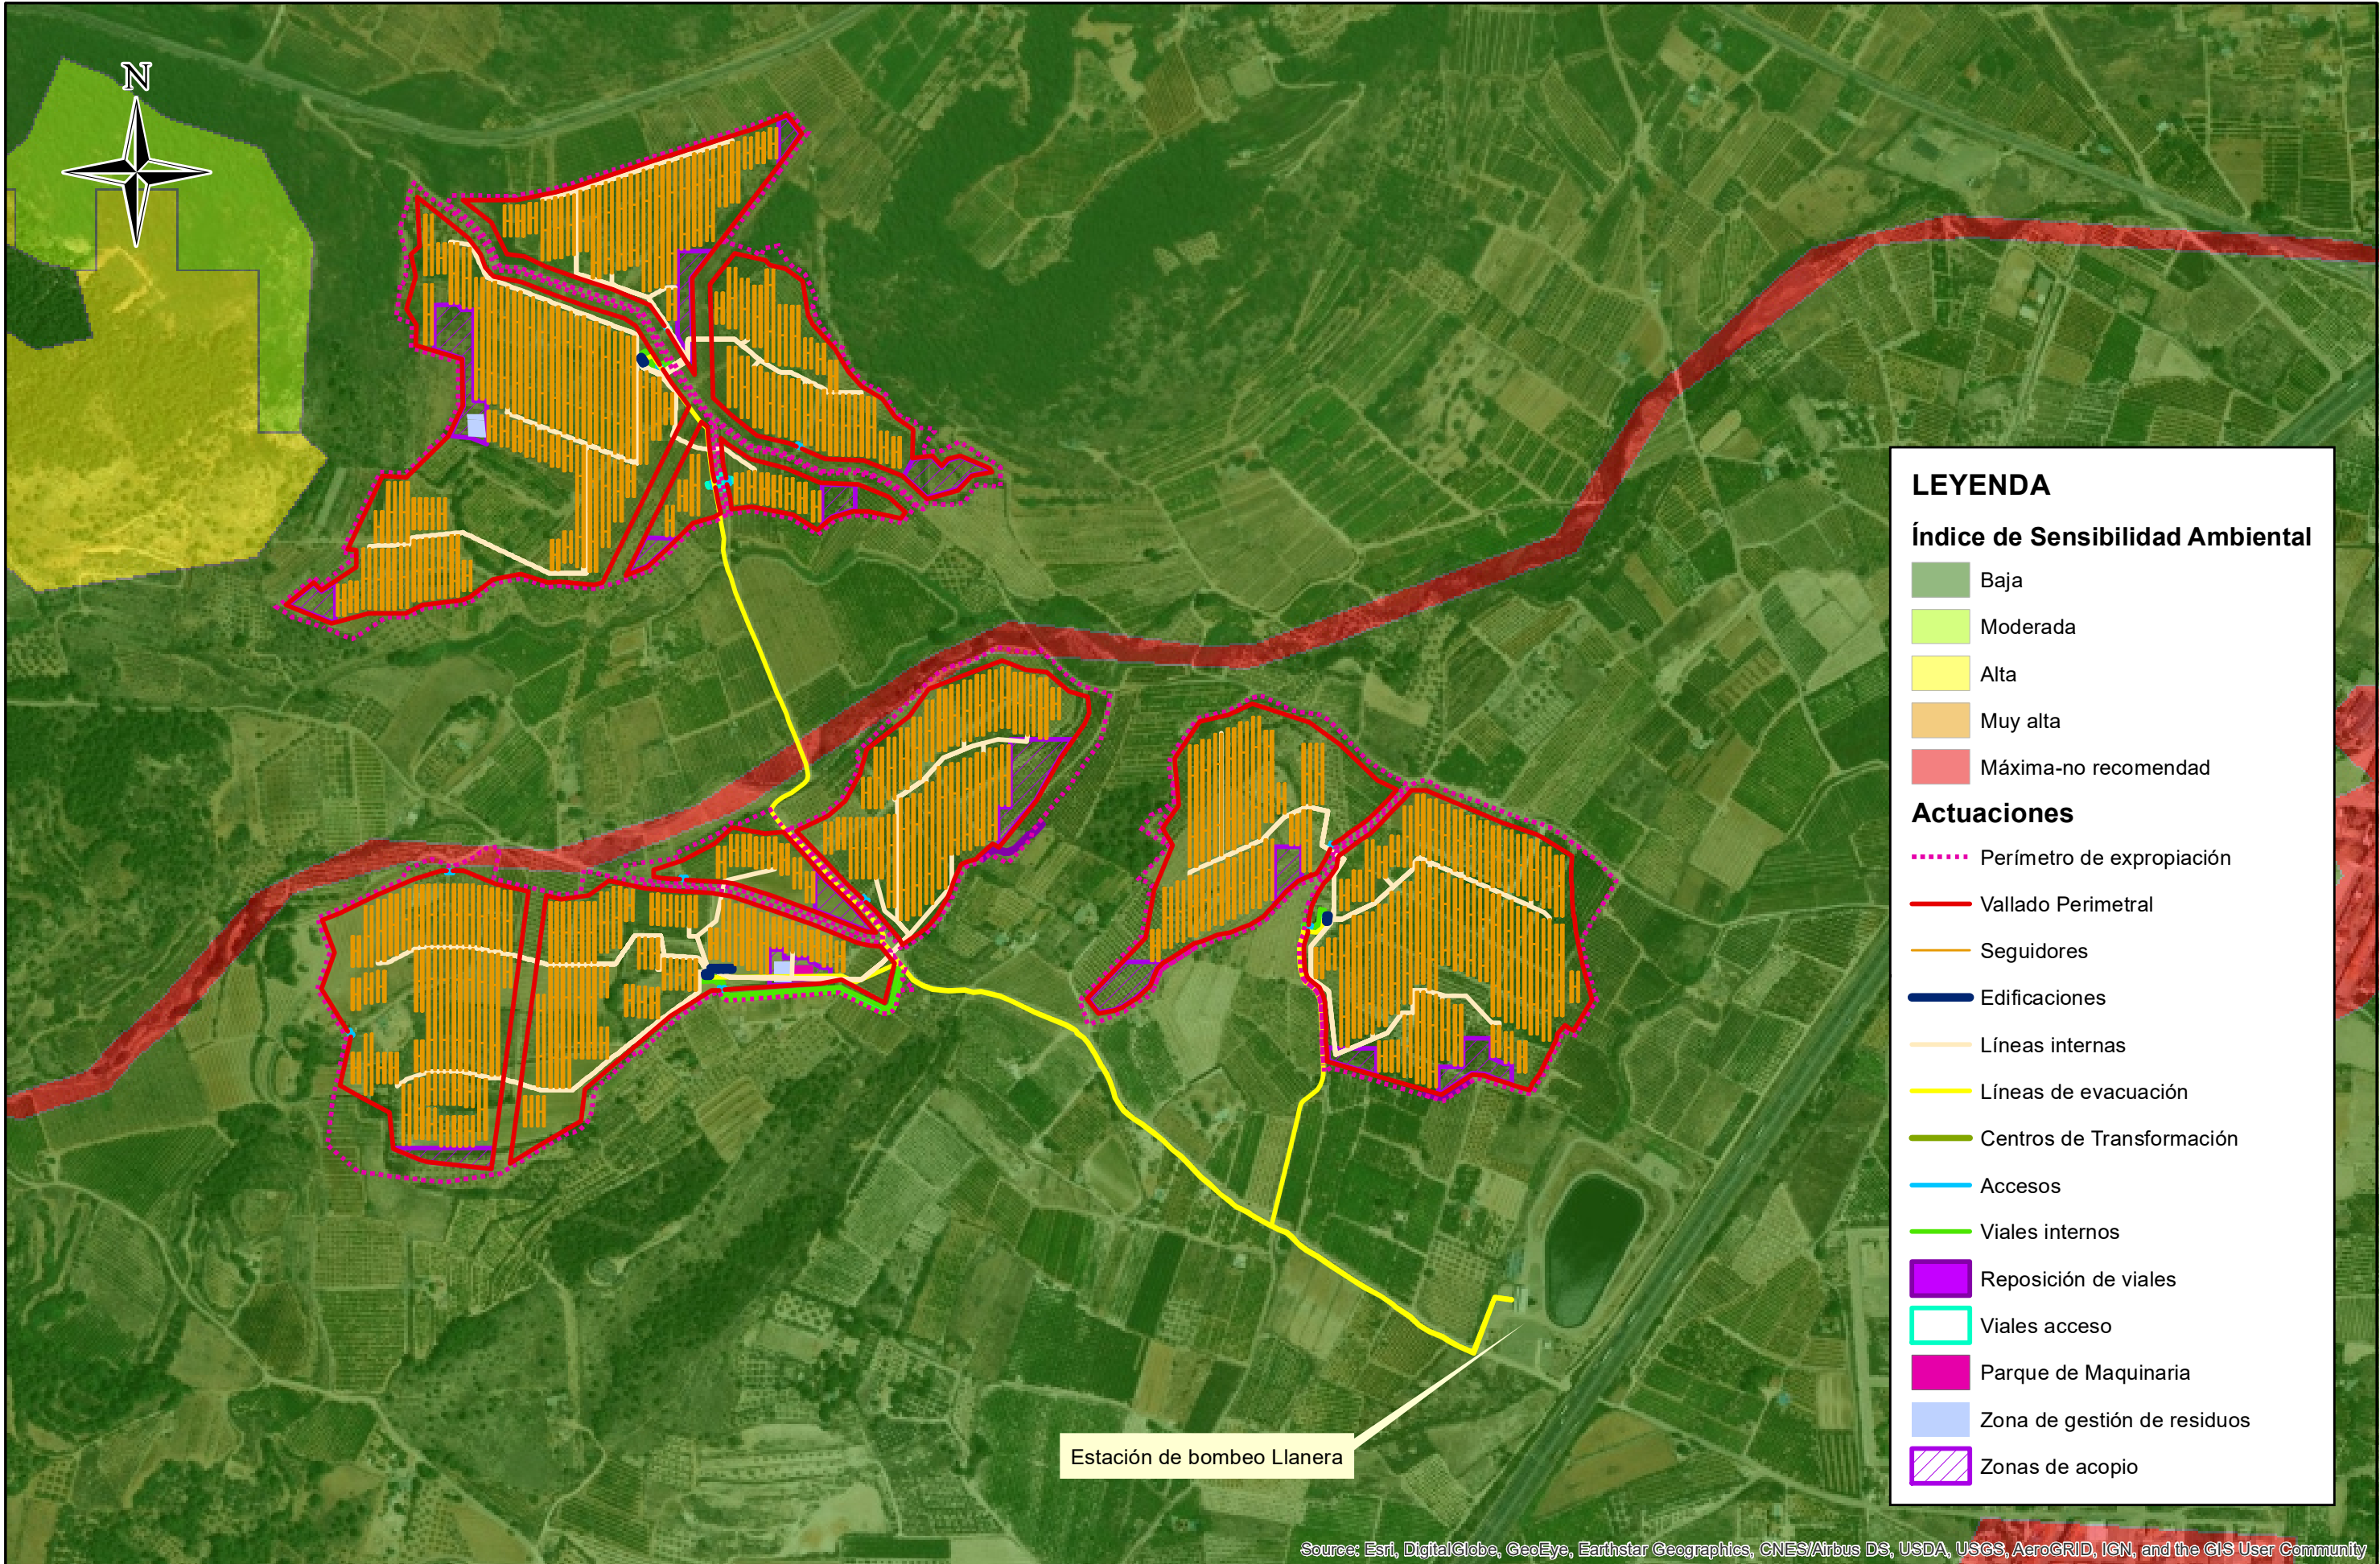 N
LEYENDA
Índice de Sensibilidad Ambiental
Baja
Moderada
Alta
Muy alta
Máxima-no recomendad
Actuaciones
Perímetro de expropiación
Vallado Perimetral
Seguidores
Edificaciones
Líneas internas
Líneas de evacuación
Centros de Transformación
Accesos
Viales internos
Reposición de viales
Viales acceso
Parque de Maquinaria
Zona de gestión de residuos
Zonas de acopio
Estación de bombeo Llanera
Source: Esri, DigitalGlobe, GeoEye, Earthstar Geographics, CNES/Airbus DS, USDA, USGS, AeroGRID, IGN, and the GIS User Community